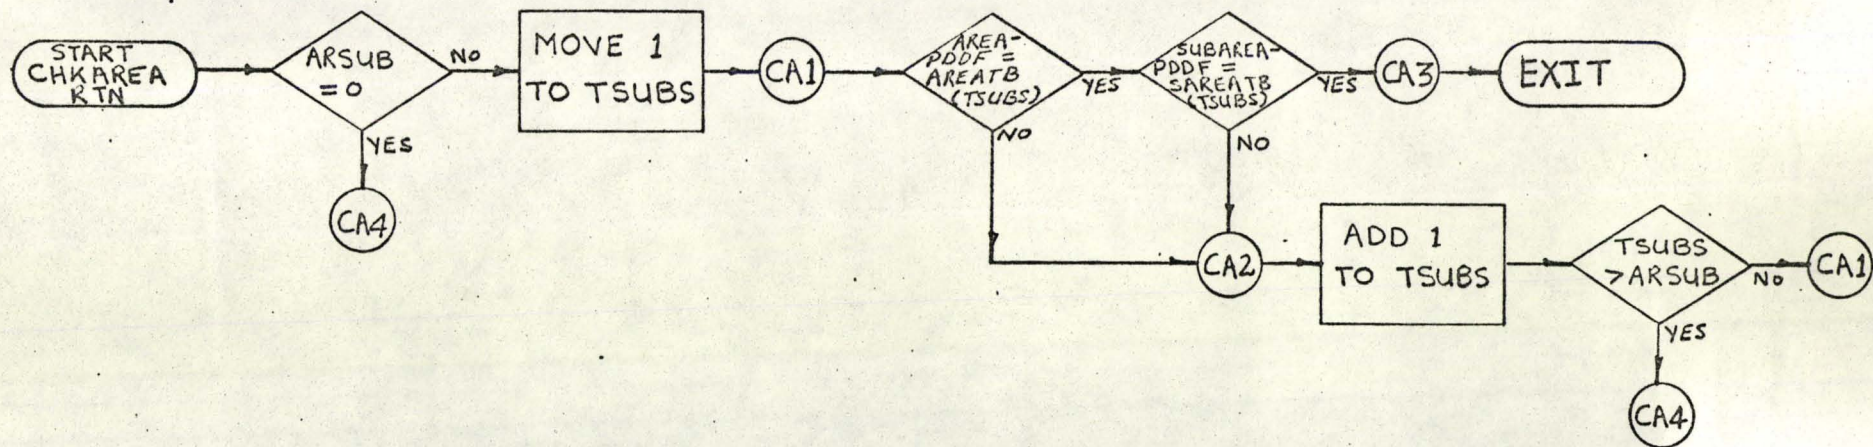 START
CHKAREA
RTN
ARSUB
= 0
NO
YES
CA4
MOVE 1
TO TSUBS
CA1
AREA-
PDDF =
AREATB
(TSUBS)
YES
NO
SUBAREA-
PDDF =
SAREATB
(TSUBS)
YES
NO
CA3
EXIT
CA2
ADD 1
TO TSUBS
TSUBS
>ARSUB
NO
CA1
YES
CA4